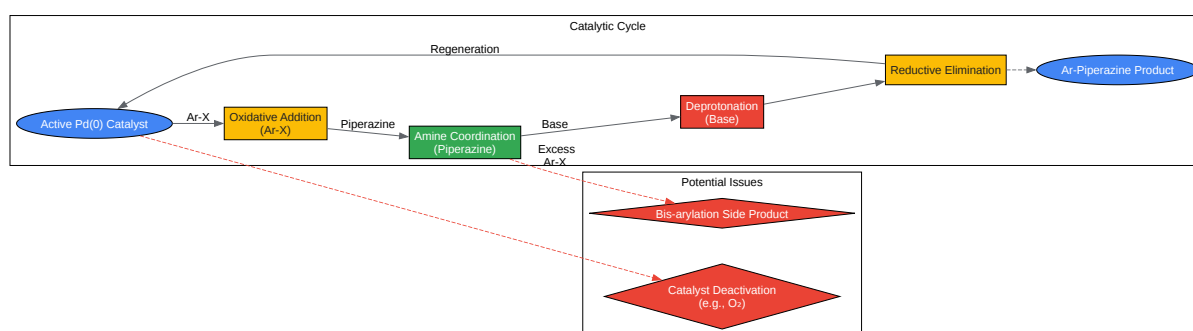 Catalytic Cycle
Regeneration
Reductive Elimination
Ar-Piperazine Product
Active Pd(0) Catalyst
Ar-X
Oxidative Addition
(Ar-X)
Piperazine
Amine Coordination
(Piperazine)
Base
Deprotonation
(Base)
Excess
Ar-X
Potential Issues
Bis-arylation Side Product
Catalyst Deactivation
(e.g., O₂)